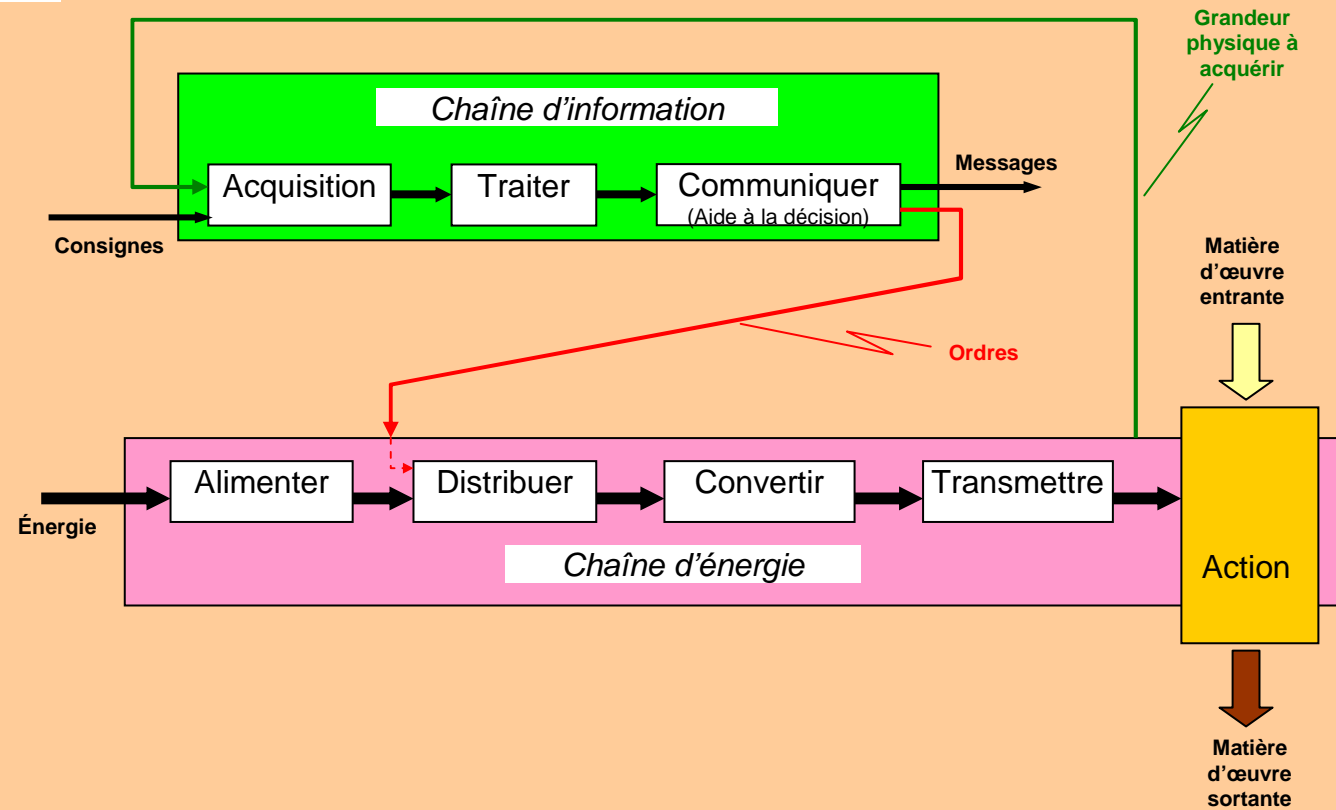 Grandeur
physique à
acquérir
Chaîne d'information
Acquisition
Traiter
Communiquer
(Aide à la décision)
Messages
Consignes
Matière
d'œuvre
entrante
Ordres
Alimenter
Distribuer
Convertir
Transmettre
Énergie
Chaîne d'énergie
Action
Matière
d'œuvre
sortante